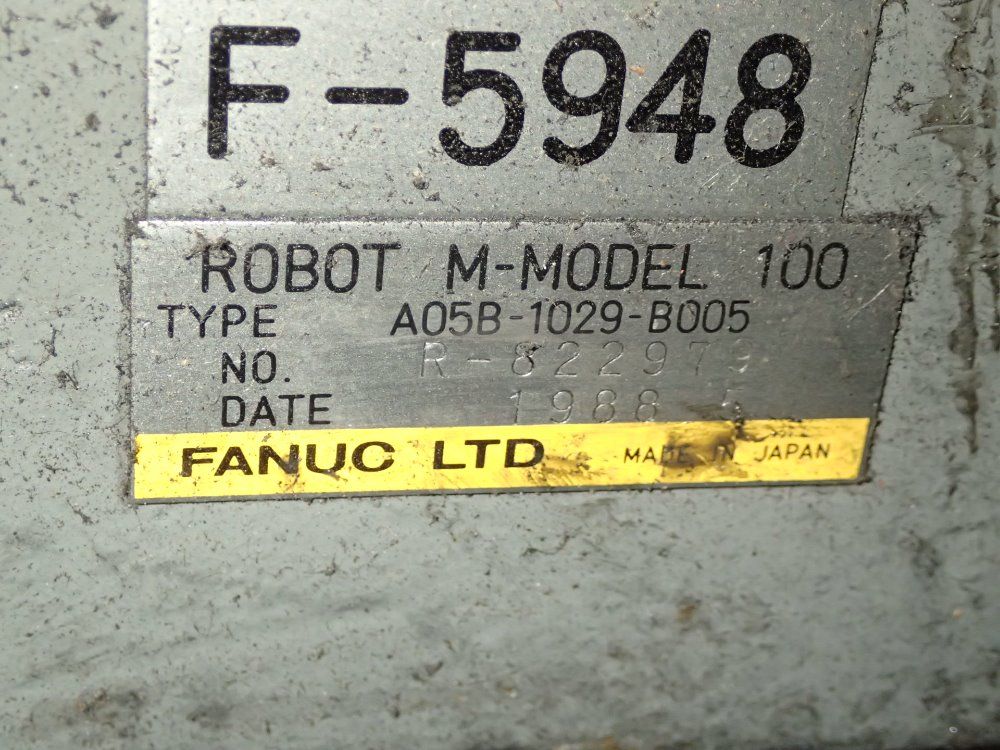 F-5948
ROBOT M-MODEL 100
TYPE A05B-1029-B005
NO. R-822979
DATE 1988 5
FANUC LTD MADE IN JAPAN